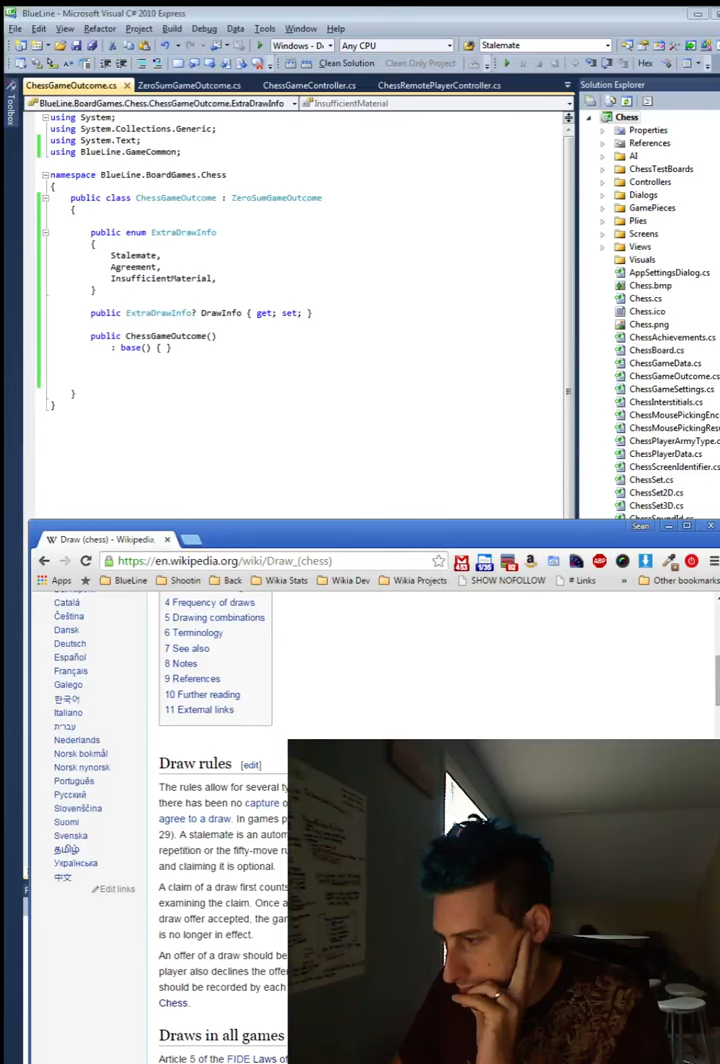 BlueLine - Microsoft Visual C# 2010 Express
File Edit View Refactor Project Build Debug Data Tools Window Help
Windows - D Any CPU Stalemate
Clean Solution Clean Only Project Hex
ChessGameOutcome.cs ZeroSumGameOutcome.cs ChessGameController.cs ChessRemotePlayerController.cs
Toolbox
BlueLine.BoardGames.Chess.ChessGameOutcome.ExtraDrawInfo InsufficientMaterial
using System;
using System.Collections.Generic;
using System.Text;
using BlueLine.GameCommon;
namespace BlueLine.BoardGames.Chess
{
public class ChessGameOutcome : ZeroSumGameOutcome
{
public enum ExtraDrawInfo
{
Stalemate,
Agreement,
InsufficientMaterial,
}
public ExtraDrawInfo? DrawInfo { get; set; }
public ChessGameOutcome()
: base() { }
}
}
Solution Explorer
Chess
Properties
References
AI
ChessTestBoards
Controllers
Dialogs
GamePieces
Plies
Screens
Views
Visuals
AppSettingsDialog.cs
Chess.bmp
Chess.cs
Chess.ico
Chess.png
ChessAchievements.cs
ChessBoard.cs
ChessGameData.cs
ChessGameOutcome.cs
ChessGameSettings.cs
ChessInterstitials.cs
ChessMousePickingEnc
ChessMousePickingRes
ChessPlayerArmyType.c
ChessPlayerData.cs
ChessScreenIdentifier.cs
ChessSet.cs
ChessSet2D.cs
ChessSet3D.cs
ChessSoundId.cs
Sean
Draw (chess) - Wikipedia,
https://en.wikipedia.org/wiki/Draw_(chess)
453 1/35 92 ABP
Apps BlueLine Shootin Back Wikia Stats Wikia Dev Wikia Projects SHOW NOFOLLOW # Links » Other bookmarks
Català
Čeština
Dansk
Deutsch
Español
Français
Galego
한국어
Italiano
עברית
Nederlands
Norsk bokmål
Norsk nynorsk
Português
Русский
Slovenščina
Suomi
Svenska
தமிழ்
Українська
中文
Edit links
4 Frequency of draws
5 Drawing combinations
6 Terminology
7 See also
8 Notes
9 References
10 Further reading
11 External links
Draw rules [edit]
The rules allow for several ty
there has been no capture o
agree to a draw. In games p
29). A stalemate is an autom
repetition or the fifty-move ru
and claiming it is optional.
A claim of a draw first counts
examining the claim. Once a
draw offer accepted, the gam
is no longer in effect.
An offer of a draw should be
player also declines the offe
should be recorded by each
Chess.
Draws in all games
Article 5 of the FIDE Laws of